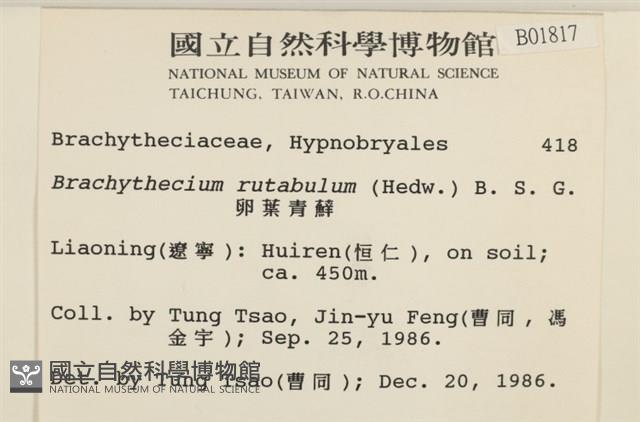 國立自然科學博物館
B01817
NATIONAL MUSEUM OF NATURAL SCIENCE
TAICHUNG, TAIWAN, R.O.CHINA
Brachytheciaceae, Hypnobryales 418
Brachythecium rutabulum (Hedw.) B. S. G.
卵葉青蘚
Liaoning(遼寧): Huiren(恒仁), on soil;
ca. 450m.
Coll. by Tung Tsao, Jin-yu Feng(曹同, 馮
金宇); Sep. 25, 1986.
Det. by Tung Tsao(曹同); Dec. 20, 1986.
國立自然科學博物館
NATIONAL MUSEUM OF NATURAL SCIENCE